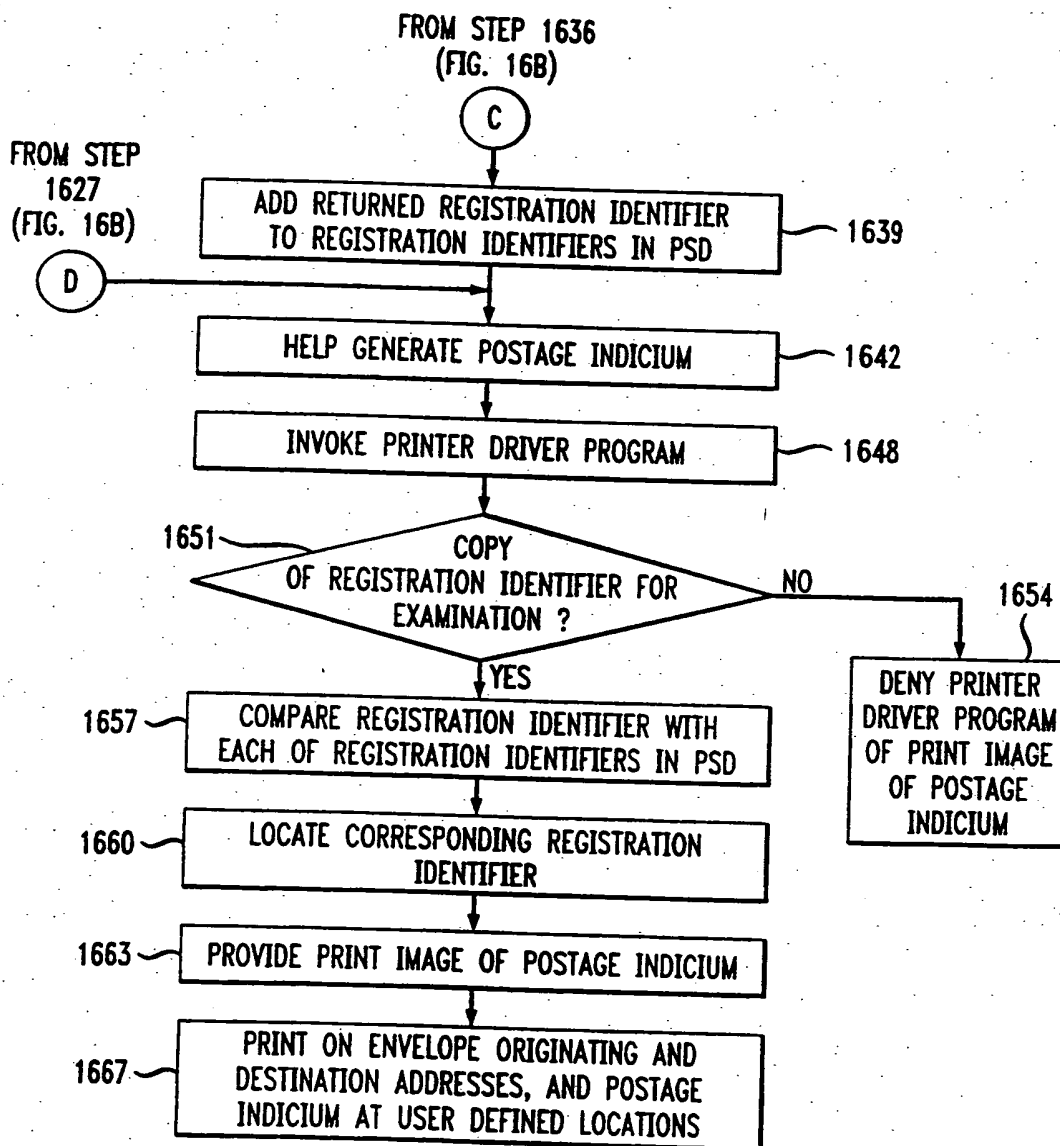 FROM STEP 1636
(FIG. 16B)
C
FROM STEP
1627
(FIG. 16B)
D
ADD RETURNED REGISTRATION IDENTIFIER
TO REGISTRATION IDENTIFIERS IN PSD
1639
HELP GENERATE POSTAGE INDICIUM
1642
INVOKE PRINTER DRIVER PROGRAM
1648
1651
COPY
OF REGISTRATION IDENTIFIER FOR
EXAMINATION ?
NO
1654
DENY PRINTER
DRIVER PROGRAM
OF PRINT IMAGE
OF POSTAGE
INDICIUM
YES
1657
COMPARE REGISTRATION IDENTIFIER WITH
EACH OF REGISTRATION IDENTIFIERS IN PSD
1660
LOCATE CORRESPONDING REGISTRATION
IDENTIFIER
1663
PROVIDE PRINT IMAGE OF POSTAGE INDICIUM
1667
PRINT ON ENVELOPE ORIGINATING AND
DESTINATION ADDRESSES, AND POSTAGE
INDICIUM AT USER DEFINED LOCATIONS